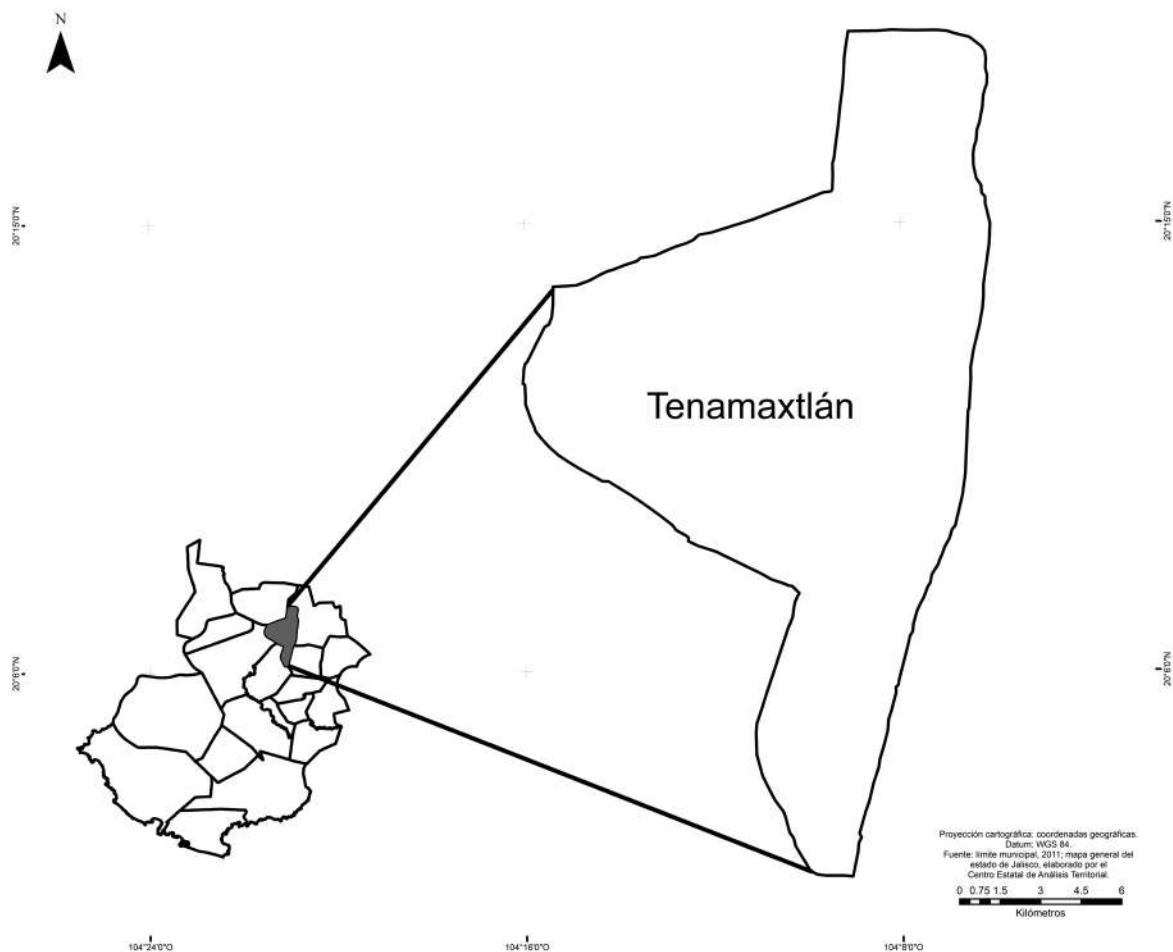 N
20°15'0"N
20°15'0"N
Tenamaxtlán
20°6'0"N
20°6'0"N
Proyección cartográfica: coordenadas geográficas.
Datum: WGS 84.
Fuente: límite municipal, 2011; mapa general del
estado de Jalisco, elaborado por el
Centro Estatal de Análisis Territorial.
0 0.75 1.5 3 4.5 6
Kilómetros
104°24'0"O
104°16'0"O
104°8'0"O